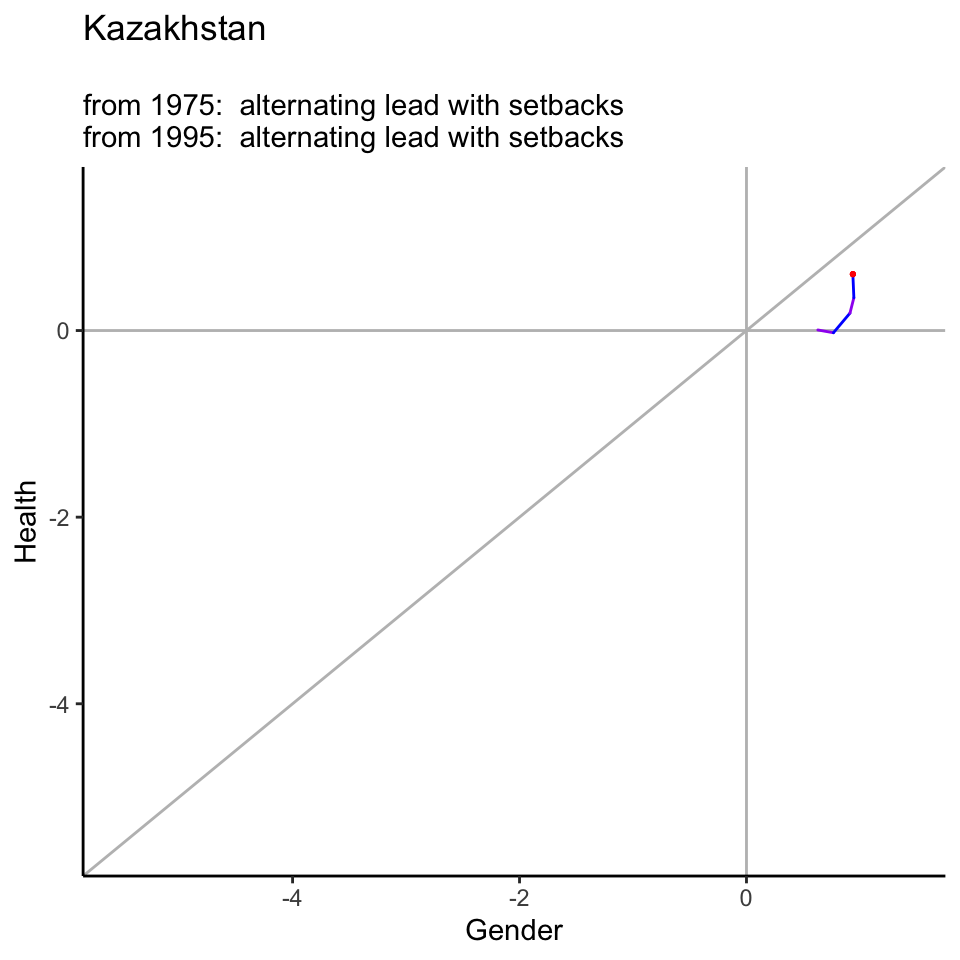 Kazakhstan
from 1975:  alternating lead with setbacks
from 1995:  alternating lead with setbacks
0
-2
-4
Health
-4
-2
0
Gender